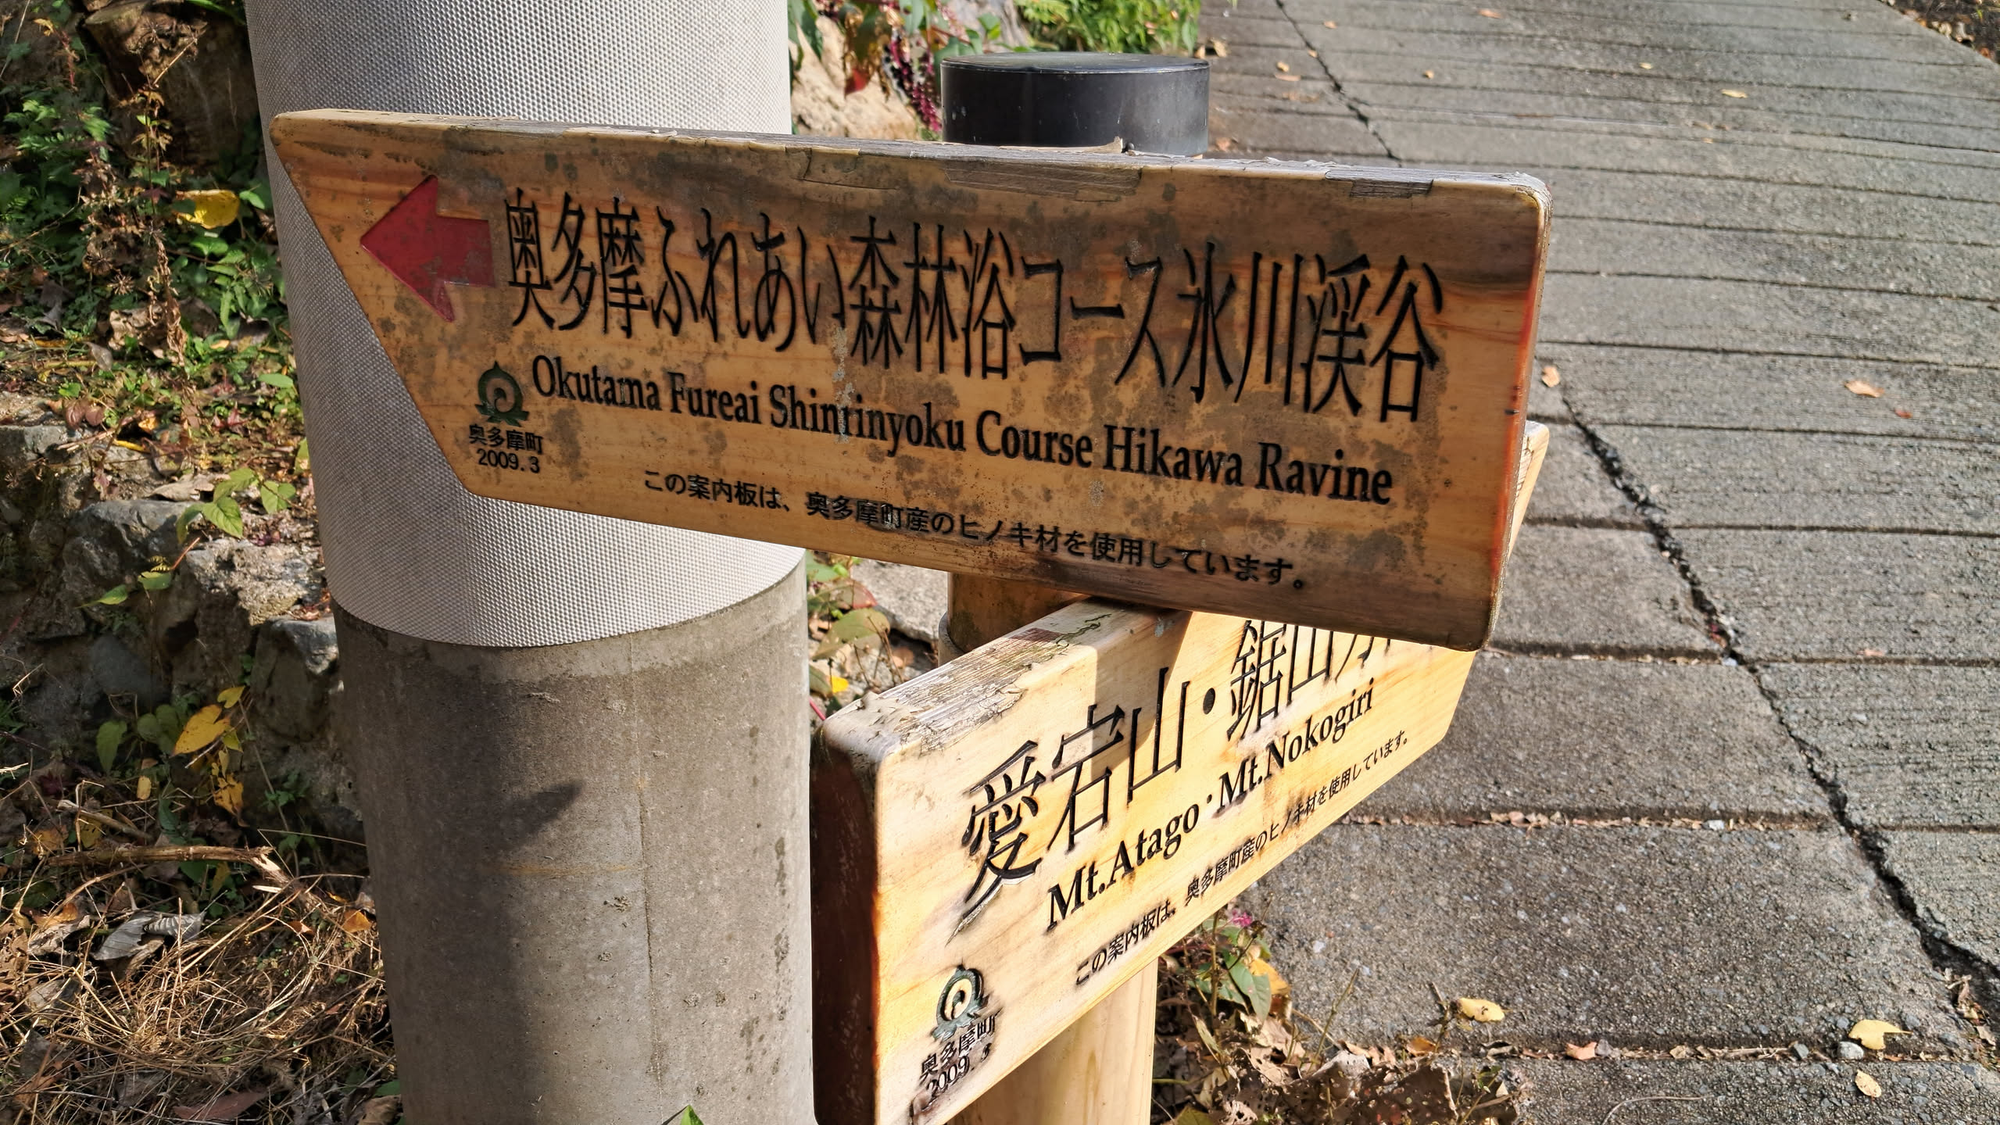 奥多摩ふれあい森林浴コース氷川渓谷
Okutama Fureai Shinrinyoku Course Hikawa Ravine
奥多摩町
2009.3
この案内板は、奥多摩町産のヒノキ材を使用しています。
愛宕山・鋸山
Mt.Atago・Mt.Nokogiri
この案内板は、奥多摩町産のヒノキ材を使用しています。
奥多摩町
2009.3